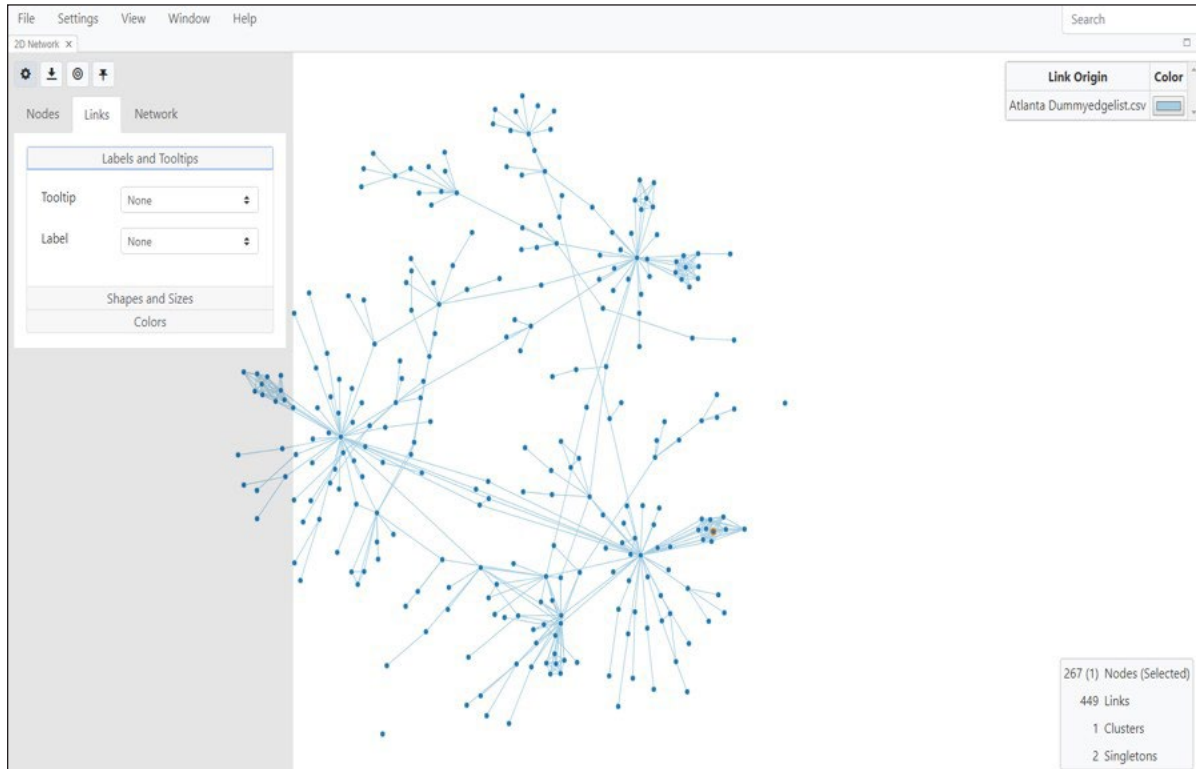 File Settings View Window Help Search
2D Network X
Link Origin Color
Atlanta Dummyedgelist.csv
Nodes Links Network
Labels and Tooltips
Tooltip None
Label None
Shapes and Sizes
Colors
267 (1) Nodes (Selected)
449 Links
1 Clusters
2 Singletons